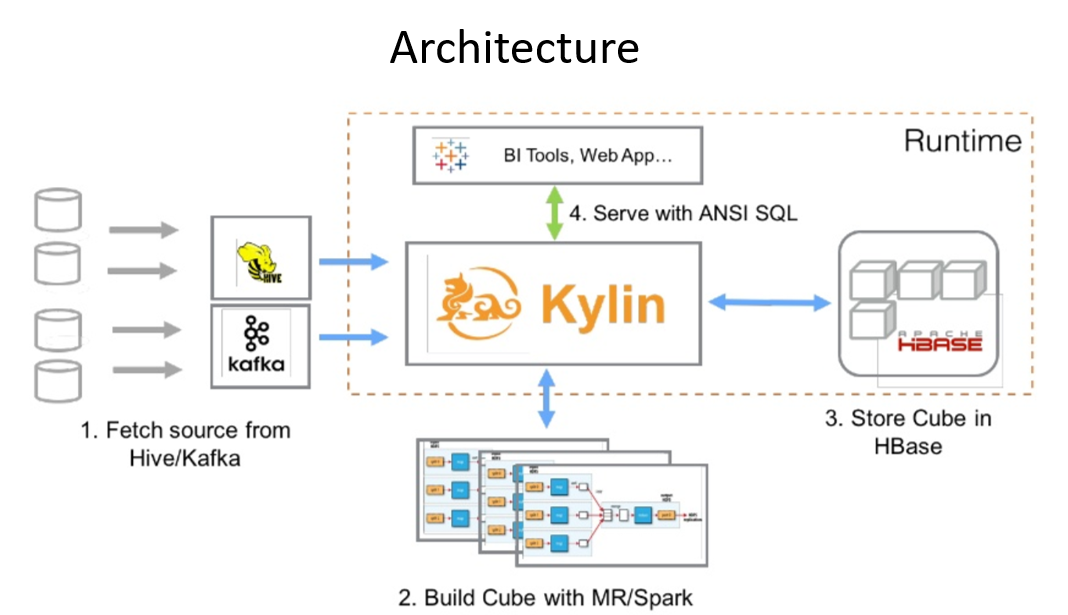 Architecture
Runtime
BI Tools, Web App...
4. Serve with ANSI SQL
HIVE
kafka
Kylin
APACHE
HBASE
1. Fetch source from
Hive/Kafka
3. Store Cube in
HBase
2. Build Cube with MR/Spark